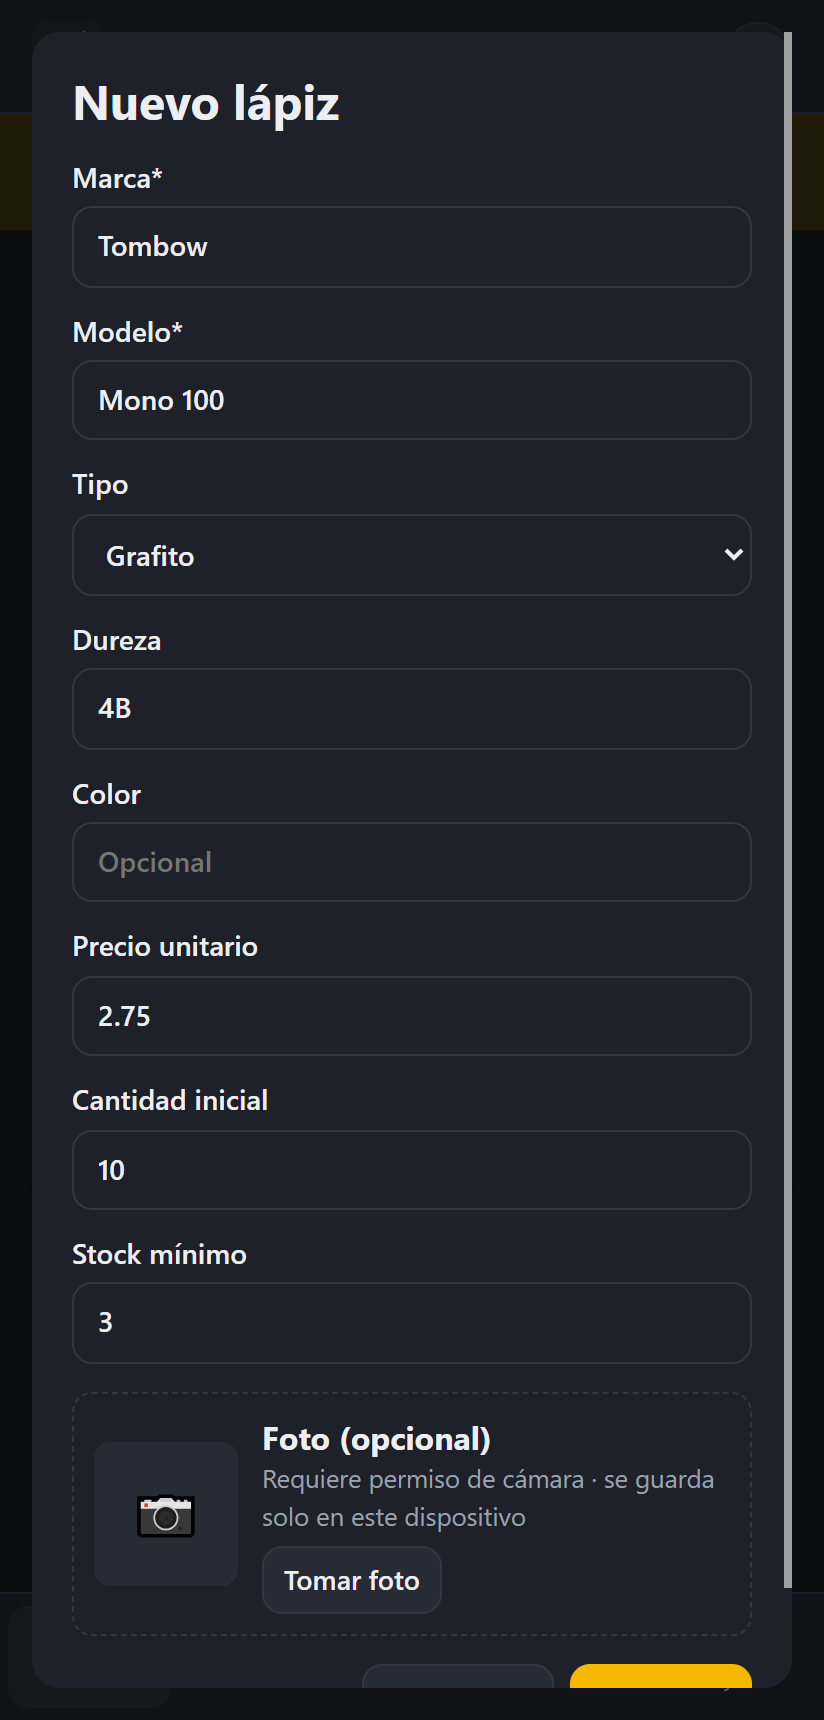 Nuevo lápiz
Marca*
Tombow
Modelo*
Mono 100
Tipo
Grafito
Dureza
4B
Color
Opcional
Precio unitario
2.75
Cantidad inicial
10
Stock mínimo
3
Foto (opcional)
Requiere permiso de cámara · se guarda
solo en este dispositivo
Tomar foto